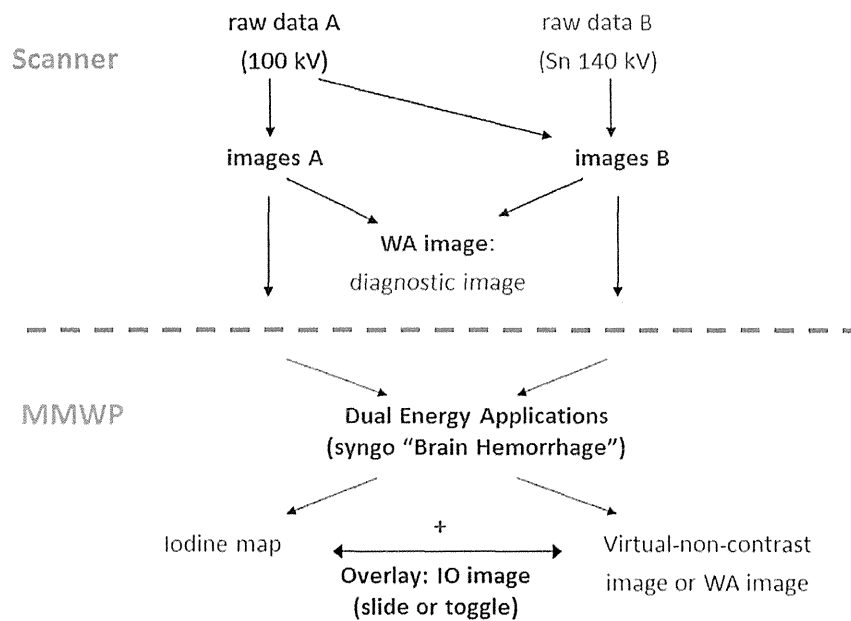 raw data A
(100 kV)
raw data B
(Sn 140 kV)
Scanner
images A
images B
WA image:
diagnostic image
MMWP
Dual Energy Applications
(syngo “Brain Hemorrhage”)
Iodine map
+
Overlay: IO image
(slide or toggle)
Virtual-non-contrast
image or WA image